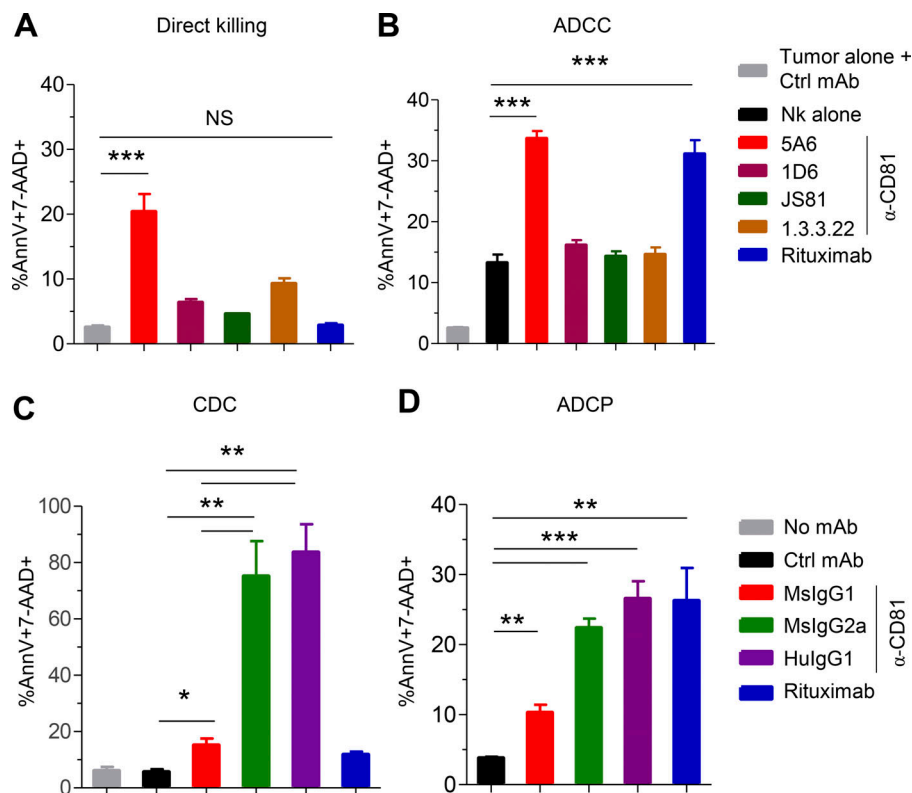 A
Direct killing
%AnnV+7-AAD+
40
30
20
10
0
NS
***
B
ADCC
%AnnV+7-AAD+
40
30
20
10
0
***
***
Tumor alone +
Ctrl mAb
Nk alone
5A6
1D6
JS81
1.3.3.22
Rituximab
α-CD81
C
CDC
%AnnV+7-AAD+
100
80
60
40
20
0
**
**
*
D
ADCP
%AnnV+7-AAD+
40
30
20
10
0
**
***
**
No mAb
Ctrl mAb
MsIgG1
MsIgG2a
HuIgG1
Rituximab
α-CD81